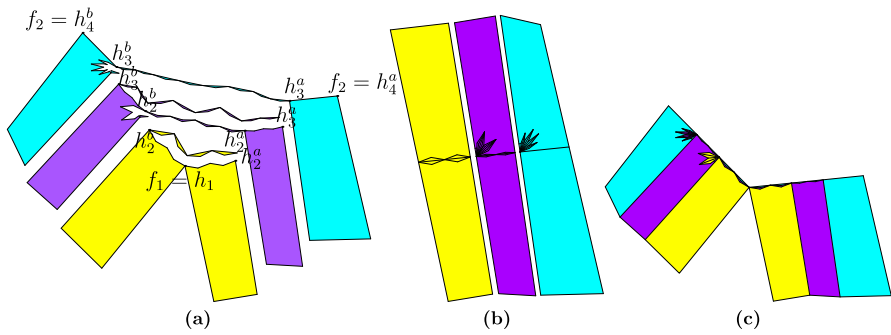 f_2 = h_4^b
h_3^b
h_3^b
h_2^b
h_3^a
f_2 = h_4^a
h_3^a
h_2^b
h_2^a
h_2^a
f_1 = h_1
(a)
(b)
(c)